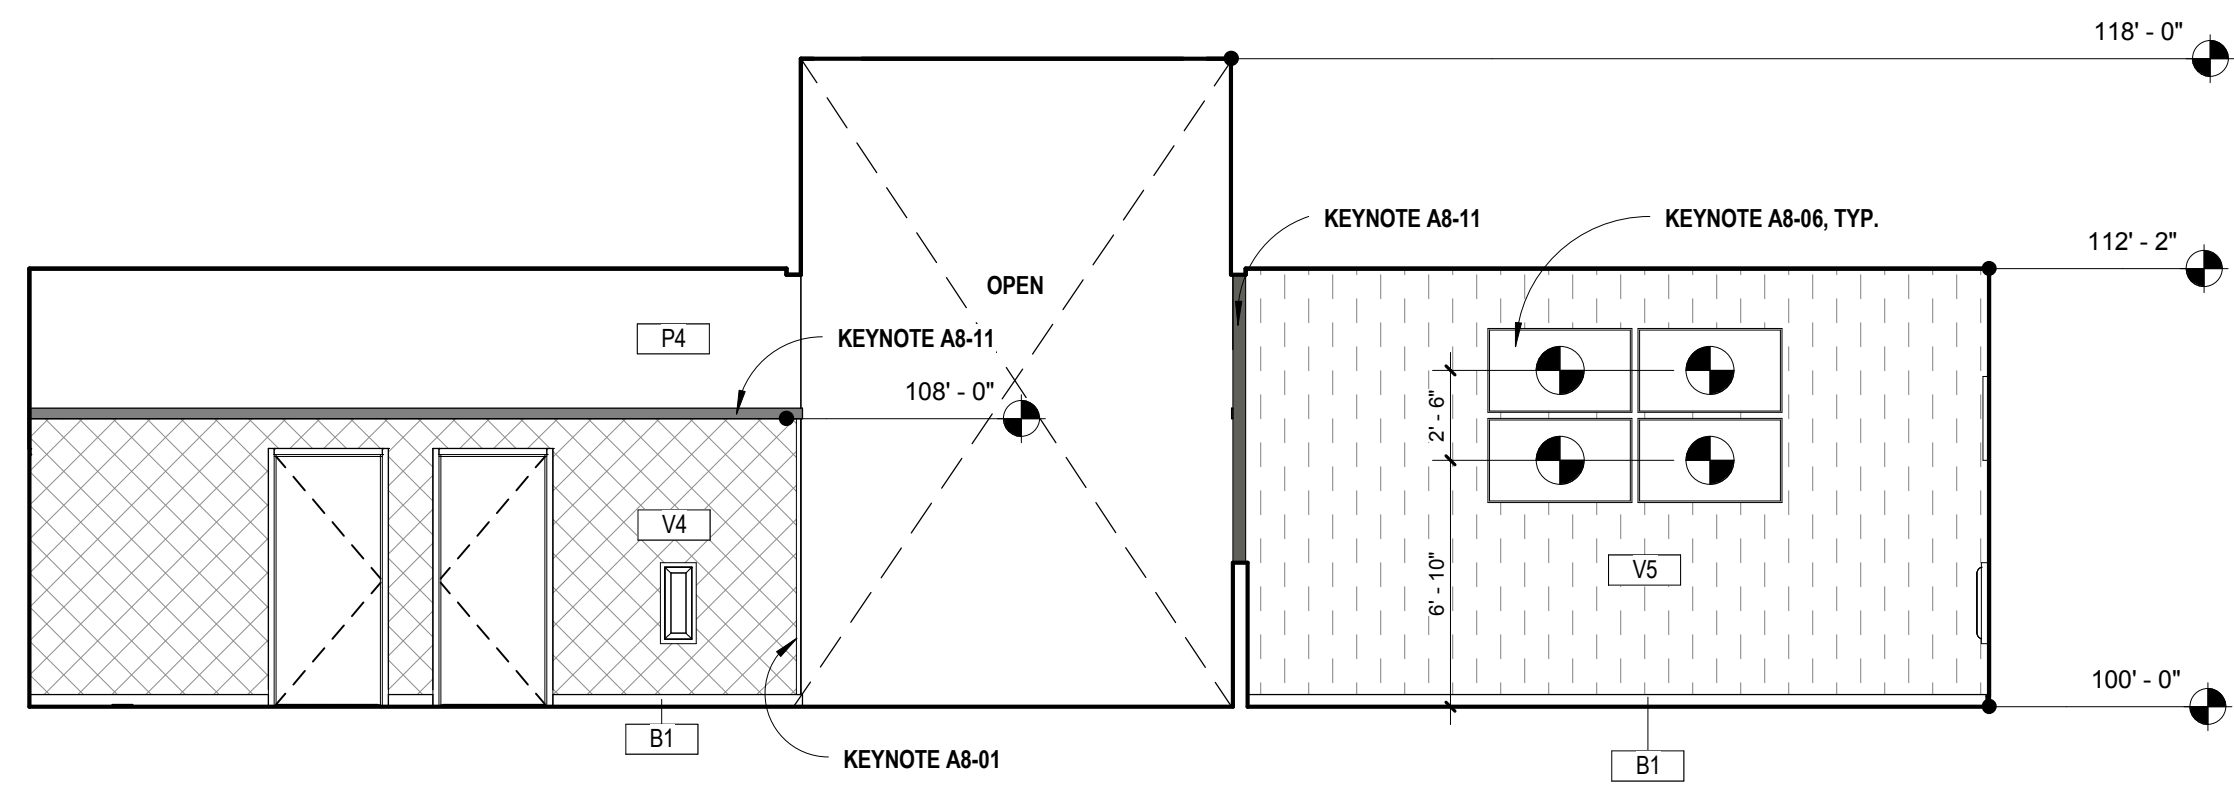 118' - 0"
KEYNOTE A8-11
KEYNOTE A8-06, TYP.
112' - 2"
OPEN
P4
KEYNOTE A8-11
108' - 0"
2' - 6"
V4
6' - 10"
V5
100' - 0"
B1
KEYNOTE A8-01
B1